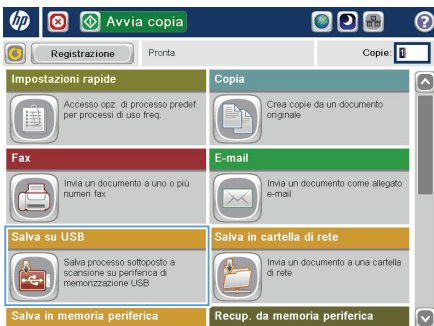 hp
Avvia copia
?
Registrazione
Pronta
Copie: 1
Impostazioni rapide
Accesso opz. di processo predef.
per processi di uso freq.
Copia
Crea copie da un documento
originale
Fax
Invia un documento a uno o più
numeri fax
E-mail
Invia un documento come allegato
e-mail
Salva su USB
Salva processo sottoposto a
scansione su periferica di
memorizzazione USB
Salva in cartella di rete
Invia un documento a una cartella
di rete
Salva in memoria periferica
Recup. da memoria periferica